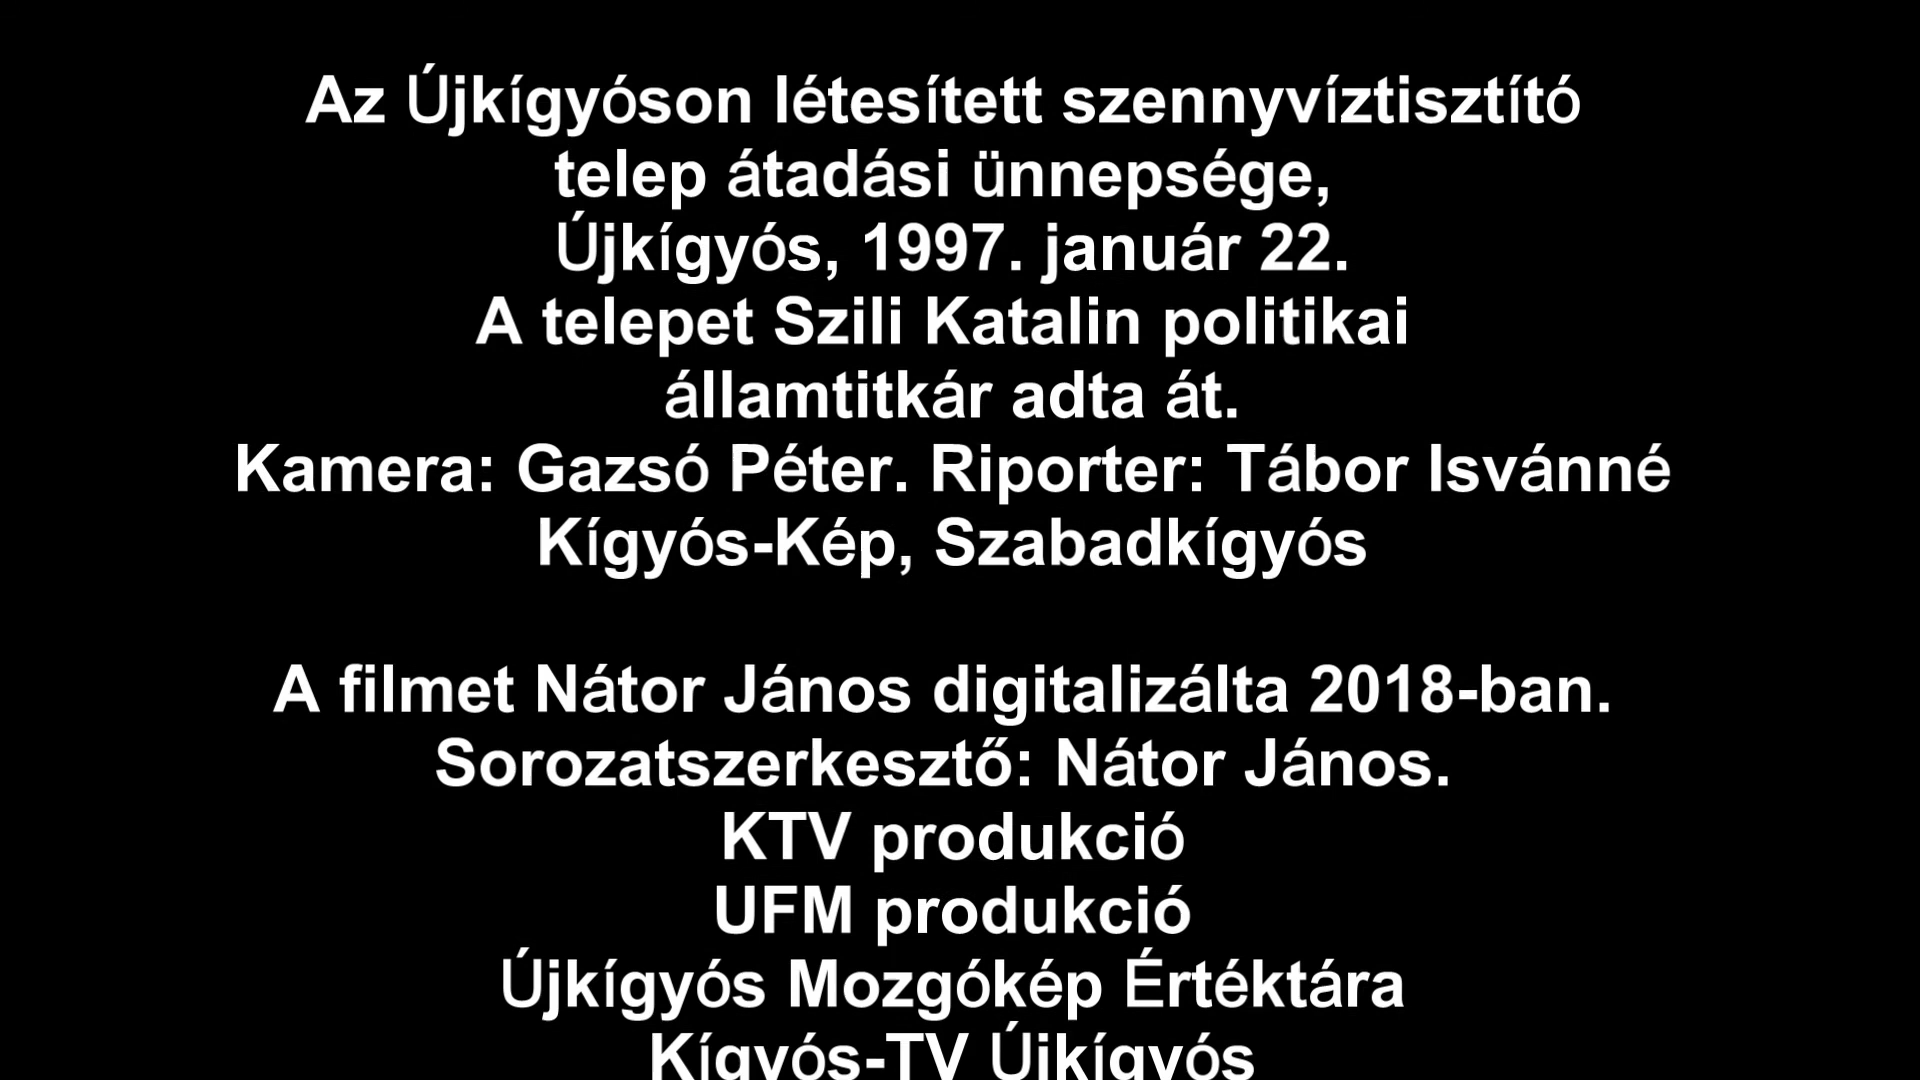 Az Újkígyóson létesített szennyvíztisztító
telep átadási ünnepsége,
Újkígyós, 1997. január 22.
A telepet Szili Katalin politikai
államtitkár adta át.
Kamera: Gazsó Péter. Riporter: Tábor Isvánné
Kígyós-Kép, Szabadkígyós
A filmet Nátor János digitalizálta 2018-ban.
Sorozatszerkesztő: Nátor János.
KTV produkció
UFM produkció
Újkígyós Mozgókép Értéktára
Kígyós-TV Újkígyós